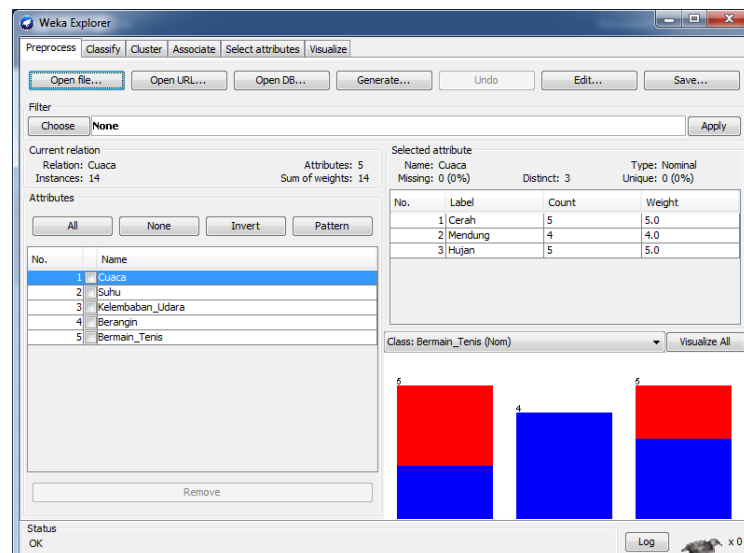 Weka Explorer
Preprocess Classify Cluster Associate Select attributes Visualize
Open file... Open URL... Open DB... Generate... Undo Edit... Save...
Filter
Choose None Apply
Current relation
Relation: Cuaca Attributes: 5
Instances: 14 Sum of weights: 14
Attributes
All None Invert Pattern
No. Name
1 Cuaca
2 Suhu
3 Kelembaban_Udara
4 Berangin
5 Bermain_Tenis
Remove
Selected attribute
Name: Cuaca Type: Nominal
Missing: 0 (0%) Distinct: 3 Unique: 0 (0%)
No. Label Count Weight
1 Cerah 5 5.0
2 Mendung 4 4.0
3 Hujan 5 5.0
Class: Bermain_Tenis (Nom) Visualize All
5 4 5
Status
OK
Log x 0